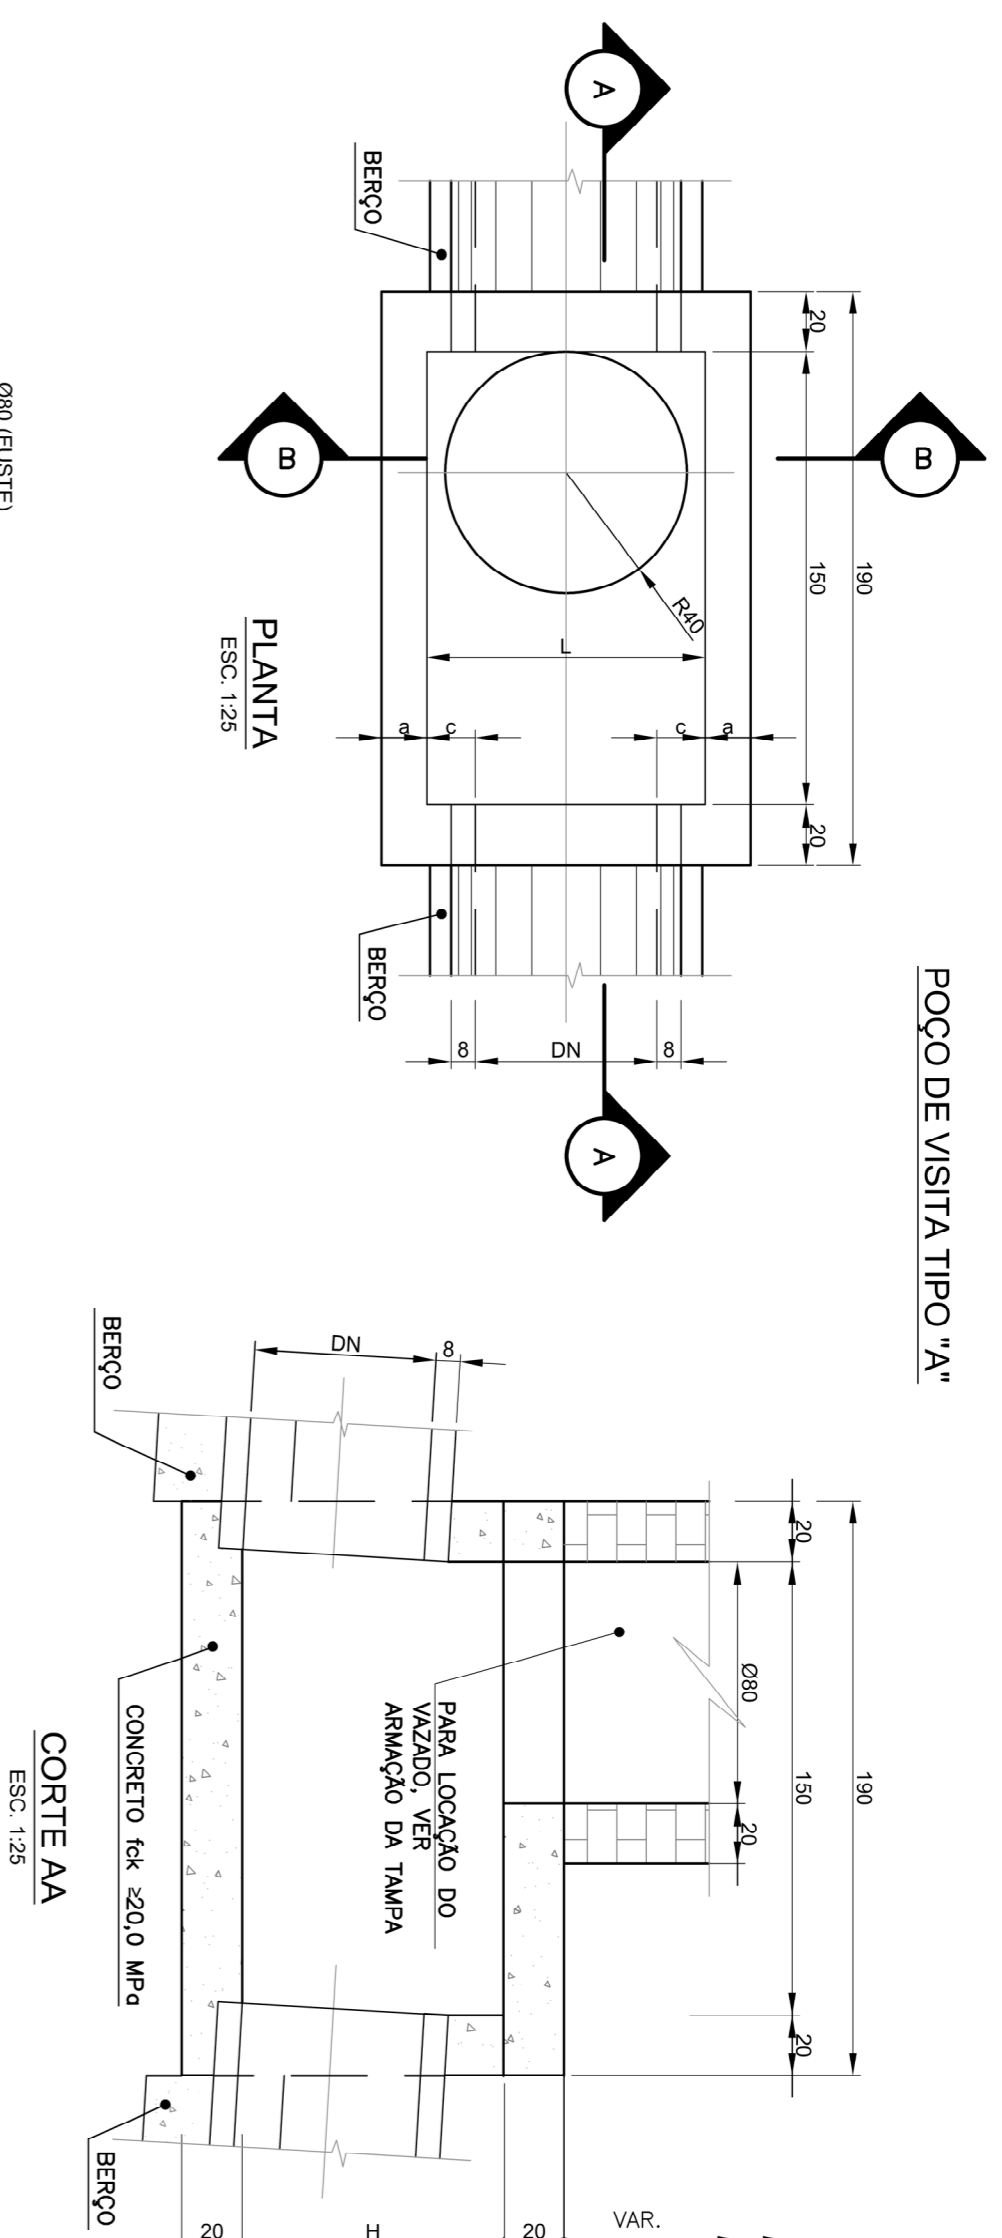 POÇO DE VISITA TIPO "A"
A
BERÇO
20
190
B
B
150
R40
L
a
c
c
a
20
BERÇO
8
DN
8
A
PLANTA
ESC. 1:25
Ø80 (FUSTE)
BERÇO
DN
8
20
190
Ø80
150
20
20
PARA LOCAÇÃO DO
VAZADO, VER
ARMAÇÃO DA TAMPA
CONCRETO fck ≥20,0 MPa
BERÇO
20
H
20
VAR.
CORTE AA
ESC. 1:25